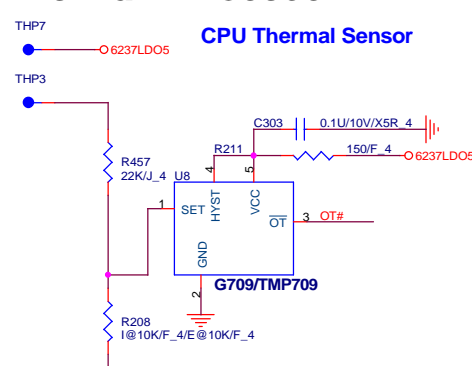 THP7
6237LDO5
CPU Thermal Sensor
THP3
C303
0.1U/10V/X5R_4
R211
150/F_4
6237LDO5
R457
22K/J_4
U8
4
5
1
SET
HYST
VCC
OT
3
OT#
GND
2
G709/TMP709
R208
I@10K/F_4/E@10K/F_4